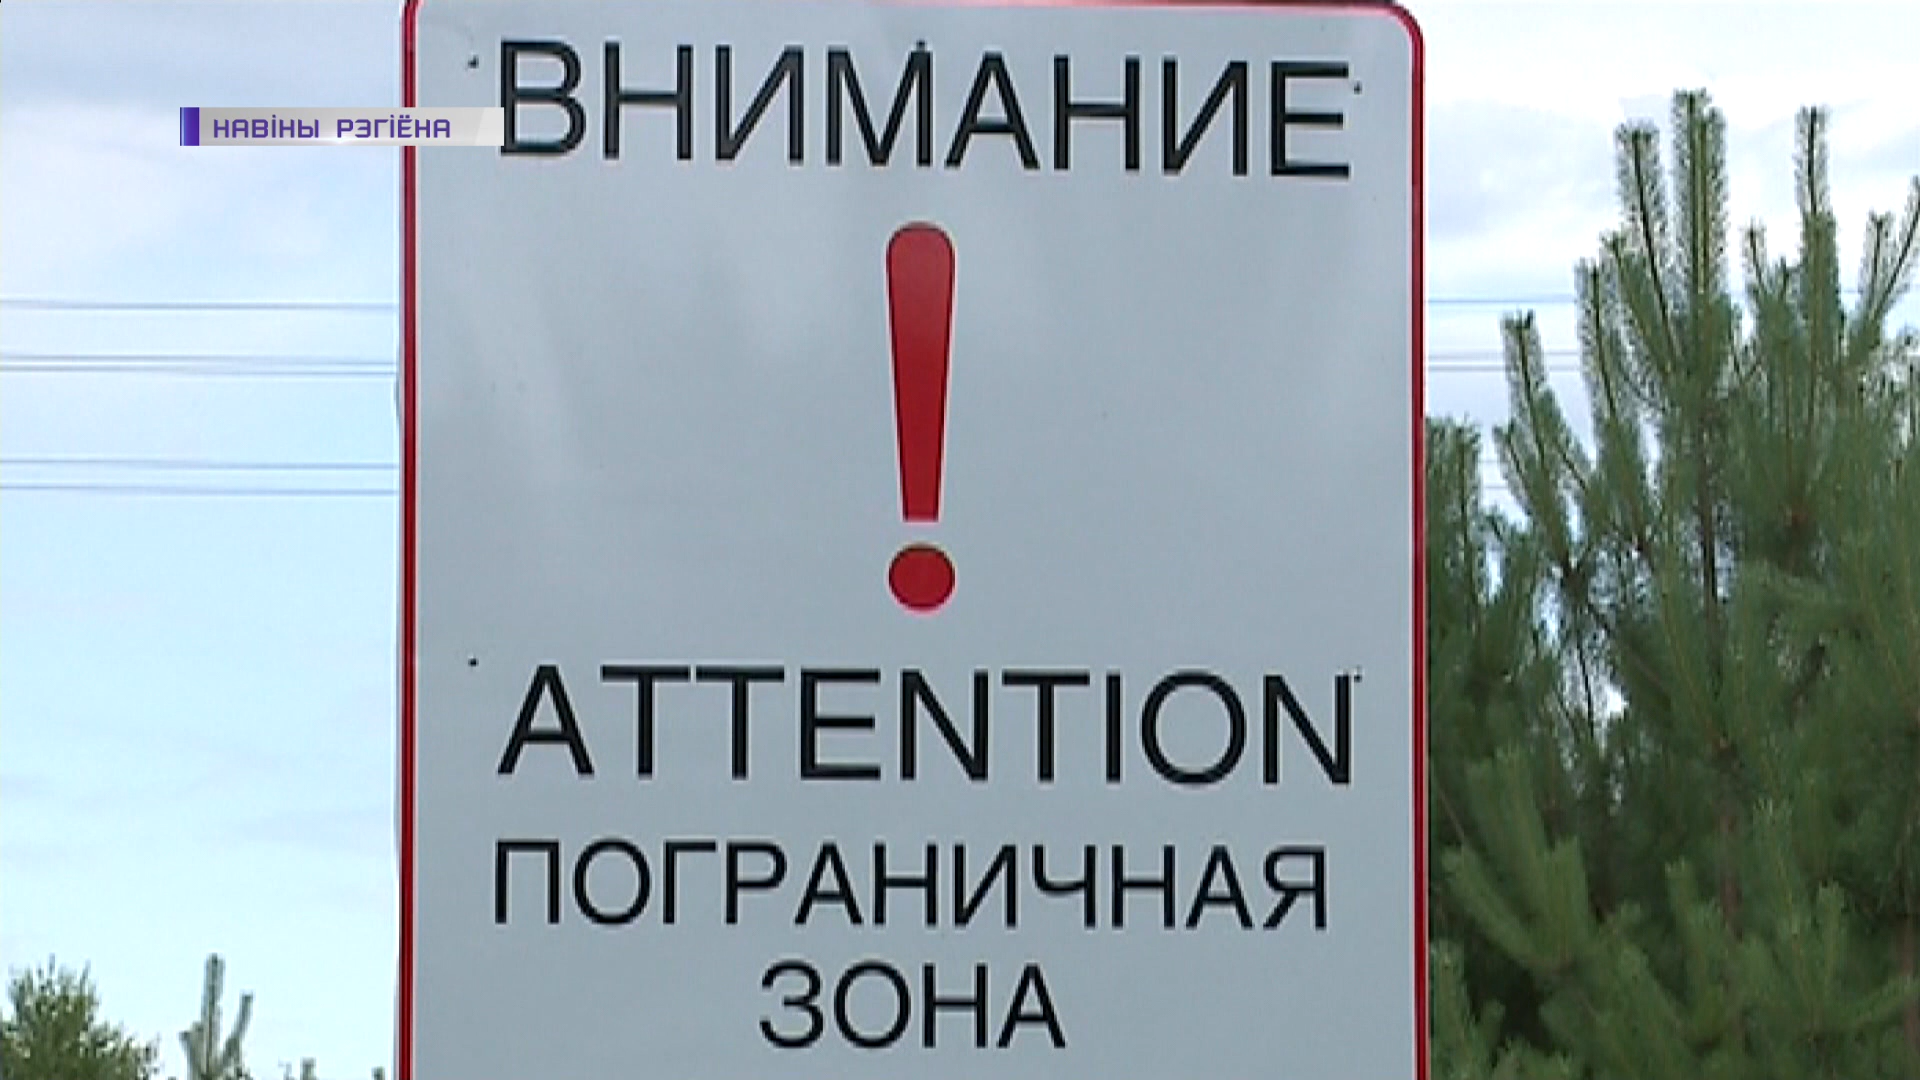 ВНИМАНИЕ
НАВІНЫ РЭГІЁНА
!
ATTENTION
ПОГРАНИЧНАЯ
ЗОНА